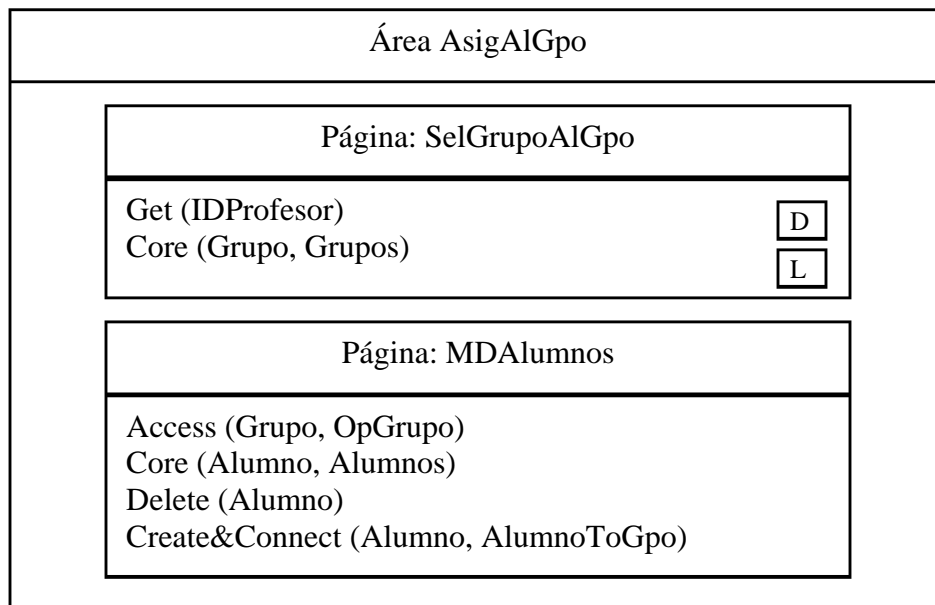 Área AsigAlGpo
Página: SelGrupoAlGpo
Get (IDProfesor)
D
Core (Grupo, Grupos)
L
Página: MDAlumnos
Access (Grupo, OpGrupo)
Core (Alumno, Alumnos)
Delete (Alumno)
Create&Connect (Alumno, AlumnoToGpo)